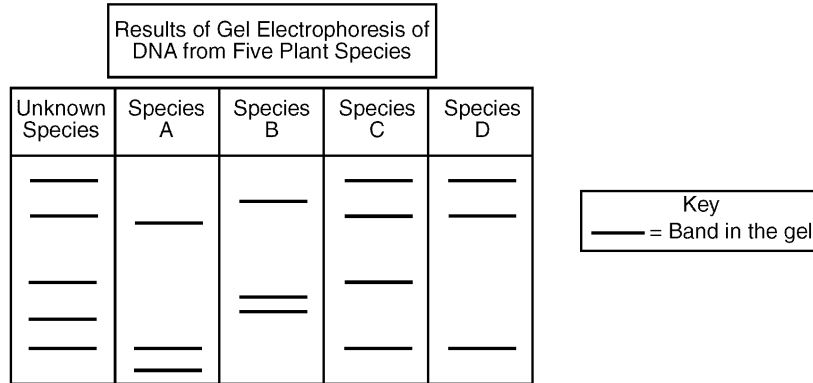 Results of Gel Electrophoresis of
DNA from Five Plant Species
Unknown
Species
Species
A
Species
B
Species
C
Species
D
Key
= Band in the gel